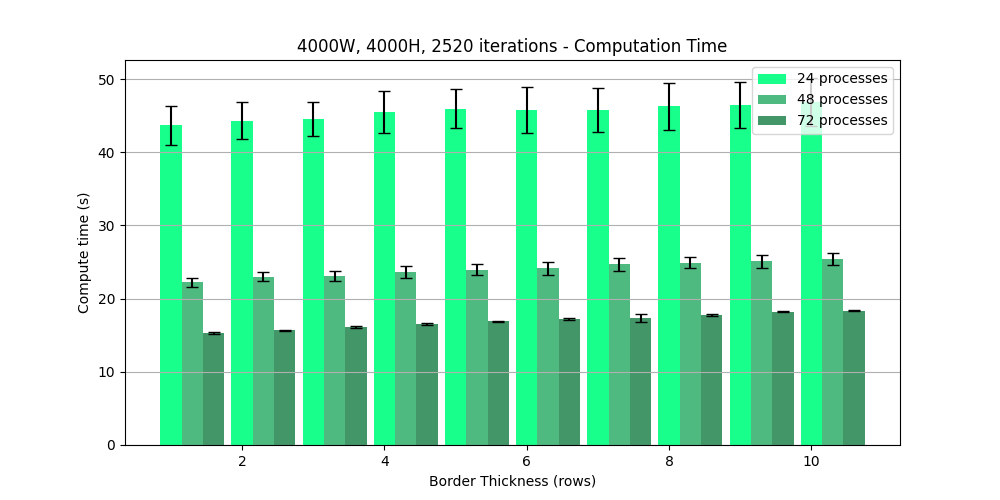 4000W, 4000H, 2520 iterations - Computation Time
24 processes
48 processes
72 processes
Compute time (s)
50
40
30
20
10
0
2 4 6 8 10
Border Thickness (rows)